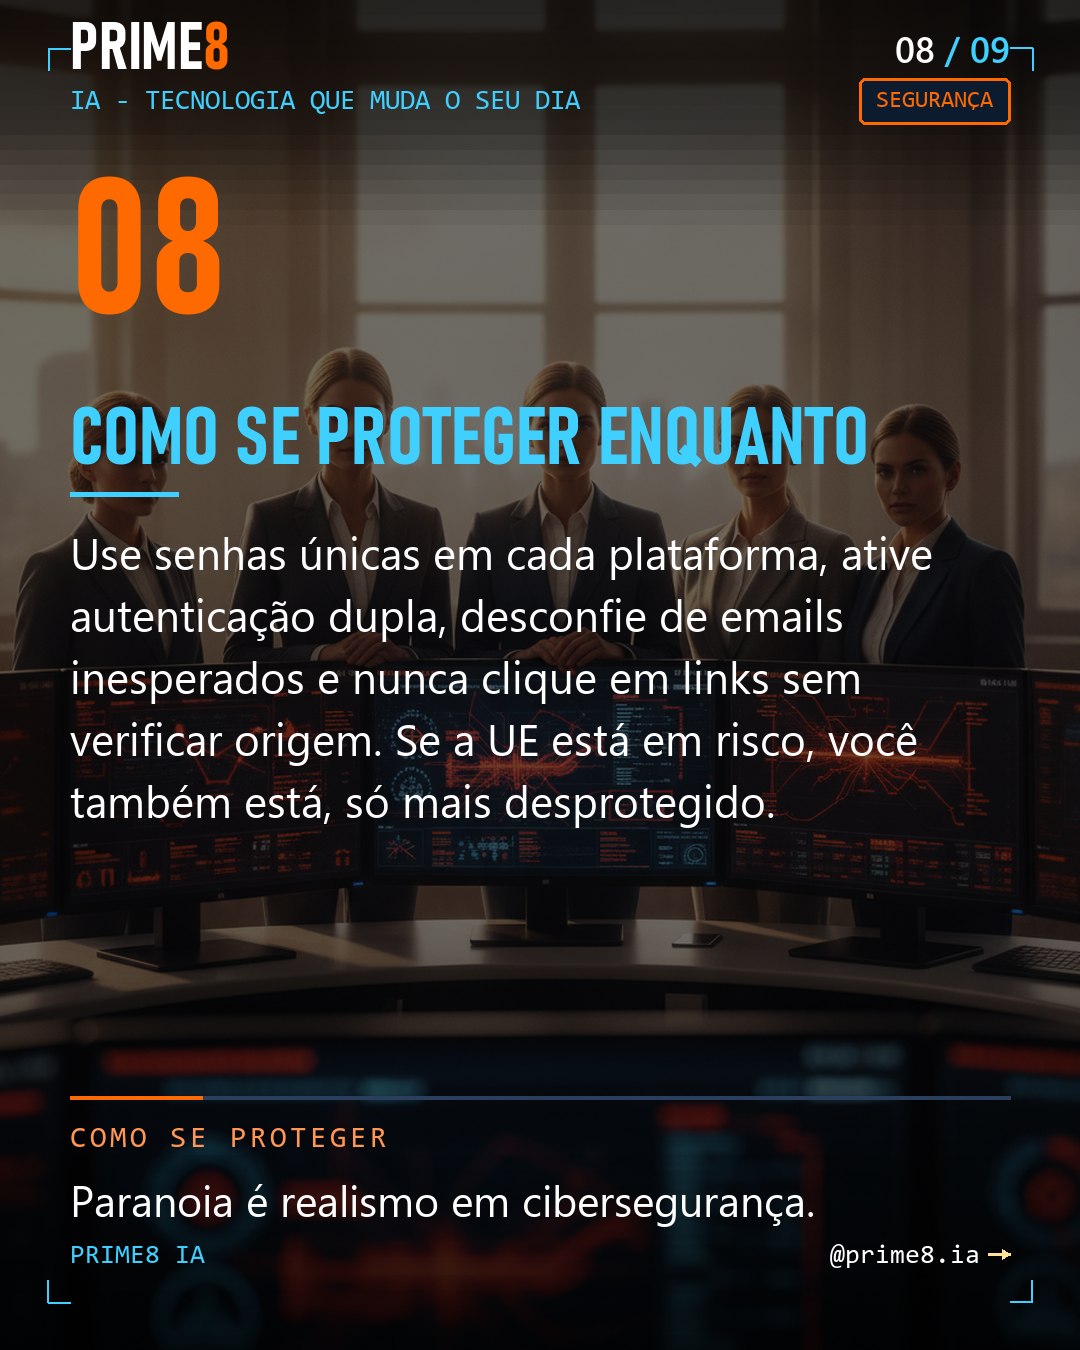 PRIME8
08 / 09
IA - TECNOLOGIA QUE MUDA O SEU DIA
SEGURANÇA
08
COMO SE PROTEGER ENQUANTO
Use senhas únicas em cada plataforma, ative
autenticação dupla, desconfie de emails
inesperados e nunca clique em links sem
verificar origem. Se a UE está em risco, você
também está, só mais desprotegido.
COMO SE PROTEGER
Paranoia é realismo em cibersegurança.
PRIME8 IA
@prime8.ia